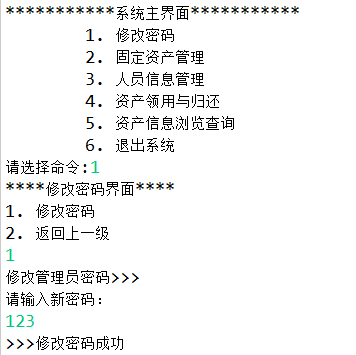 ***********系统主界面***********
1. 修改密码
2. 固定资产管理
3. 人员信息管理
4. 资产领用与归还
5. 资产信息浏览查询
6. 退出系统
请选择命令:1
****修改密码界面****
1. 修改密码
2. 返回上一级
1
修改管理员密码>>>
请输入新密码：
123
>>>修改密码成功